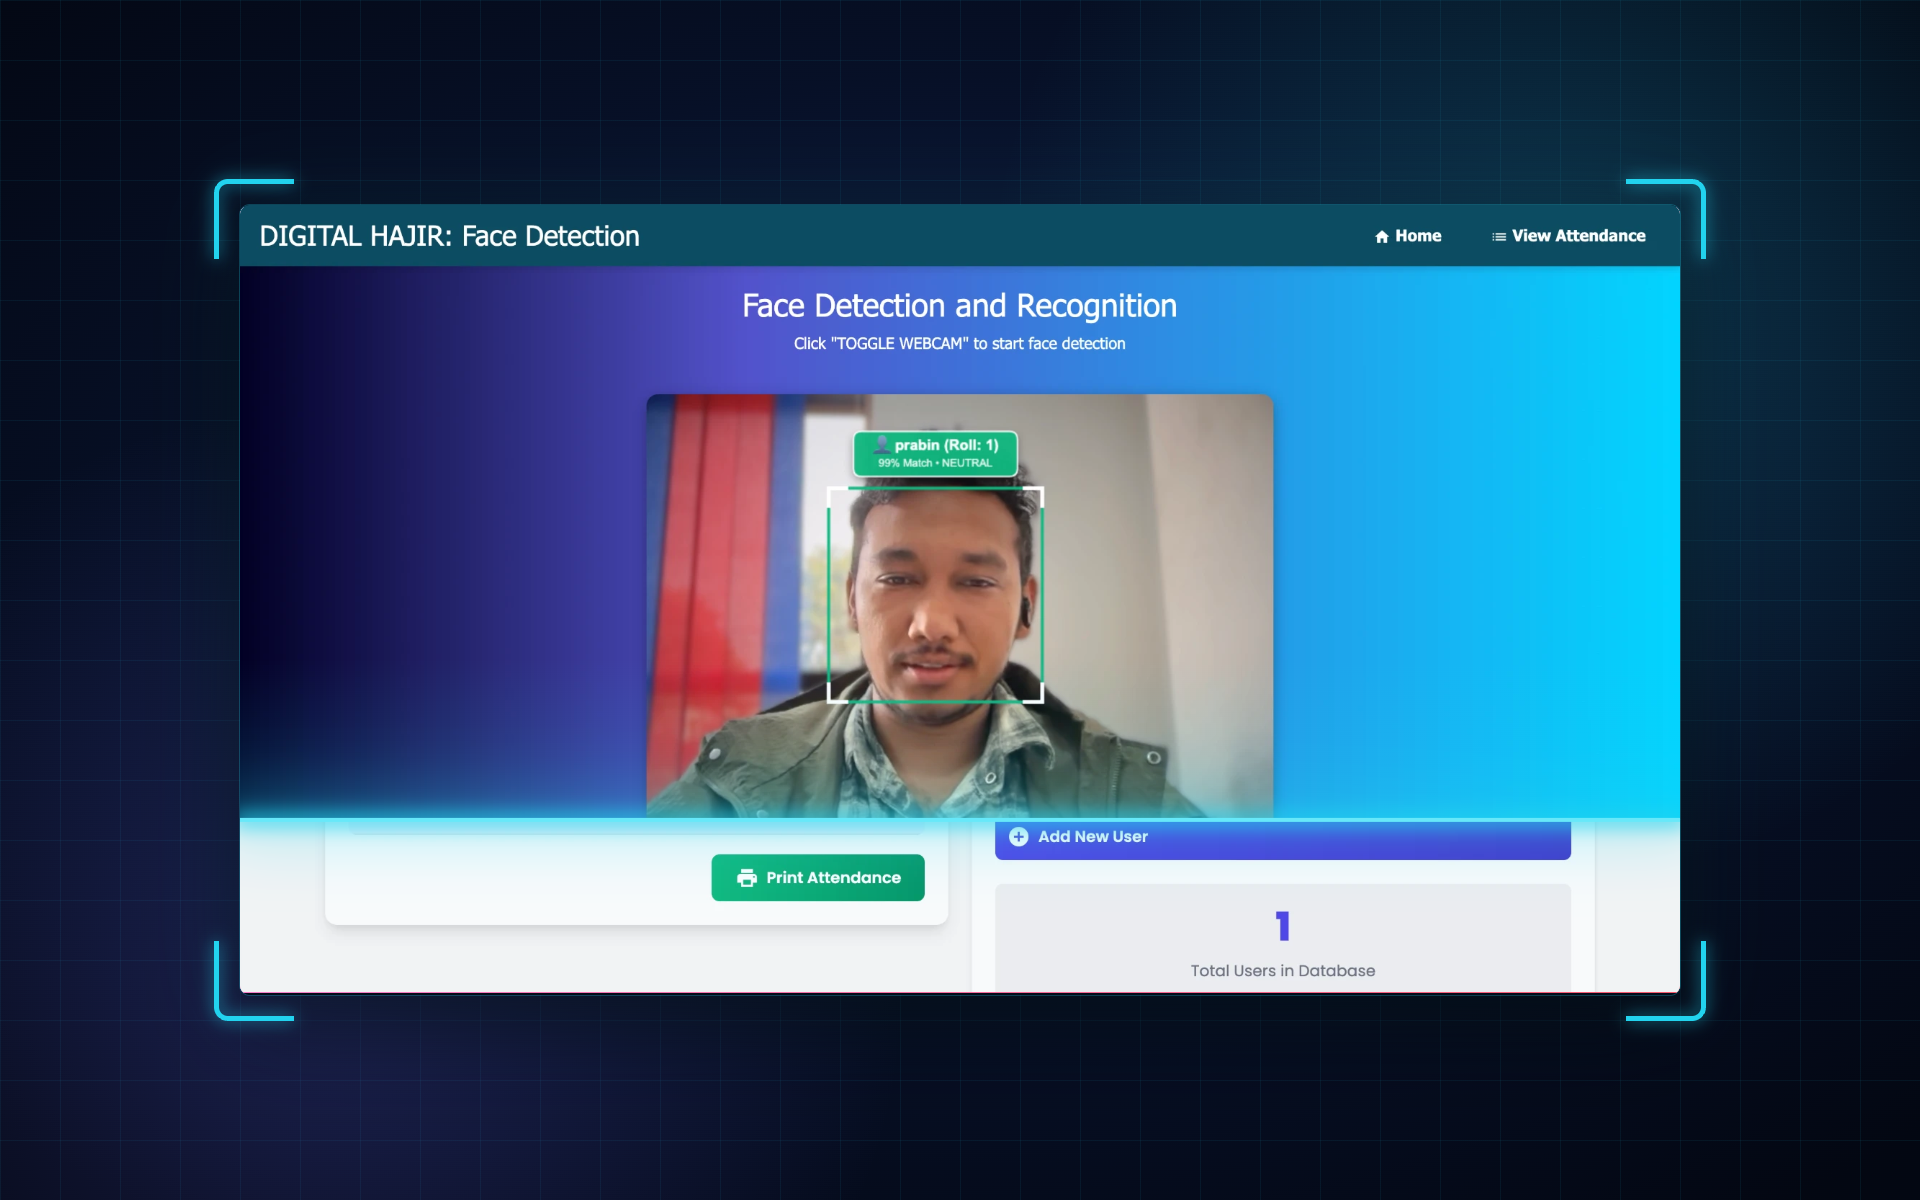 DIGITAL HAJIR: Face Detection
Home
View Attendance
Face Detection and Recognition
Click "TOGGLE WEBCAM" to start face detection
prabin (Roll: 1)
99% Match • NEUTRAL
Add New User
Print Attendance
1
Total Users in Database